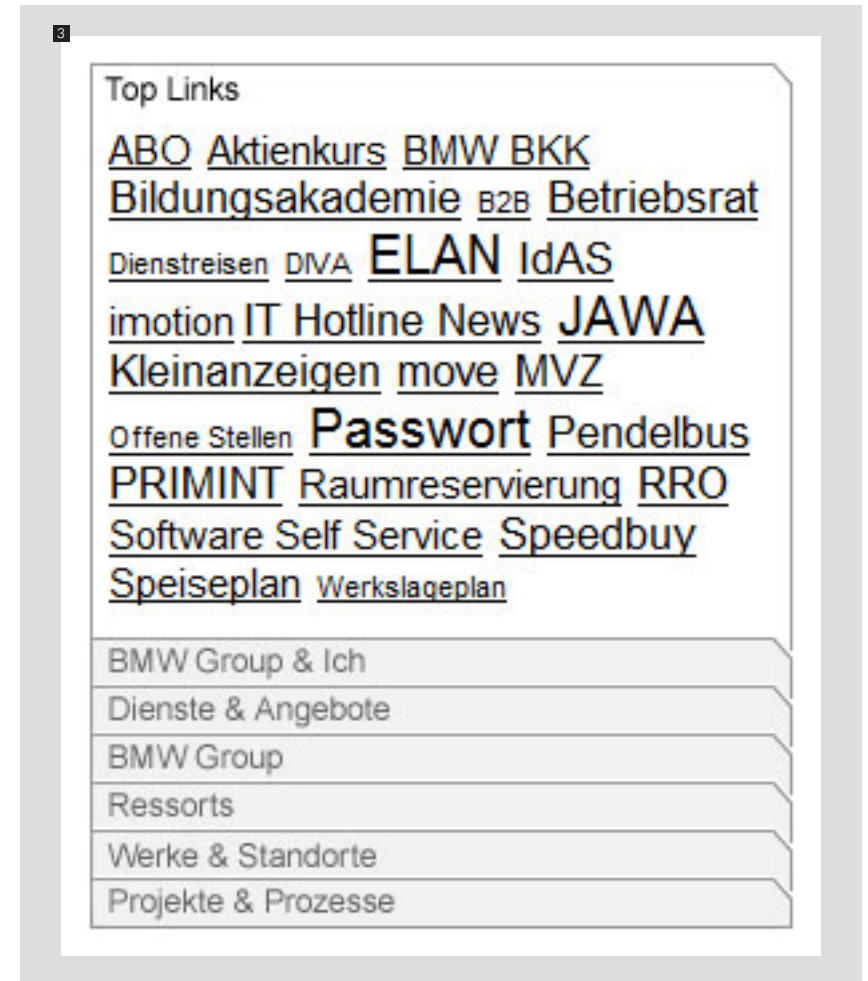 3
Top Links
ABO Aktienkurs BMW BKK
Bildungsakademie B2B Betriebsrat
Dienstreisen DIVA ELAN IdAS
imotion IT Hotline News JAWA
Kleinanzeigen move MVZ
Offene Stellen Passwort Pendelbus
PRIMINT Raumreservierung RRO
Software Self Service Speedbuy
Speiseplan Werkslageplan
BMW Group & Ich
Dienste & Angebote
BMW Group
Ressorts
Werke & Standorte
Projekte & Prozesse